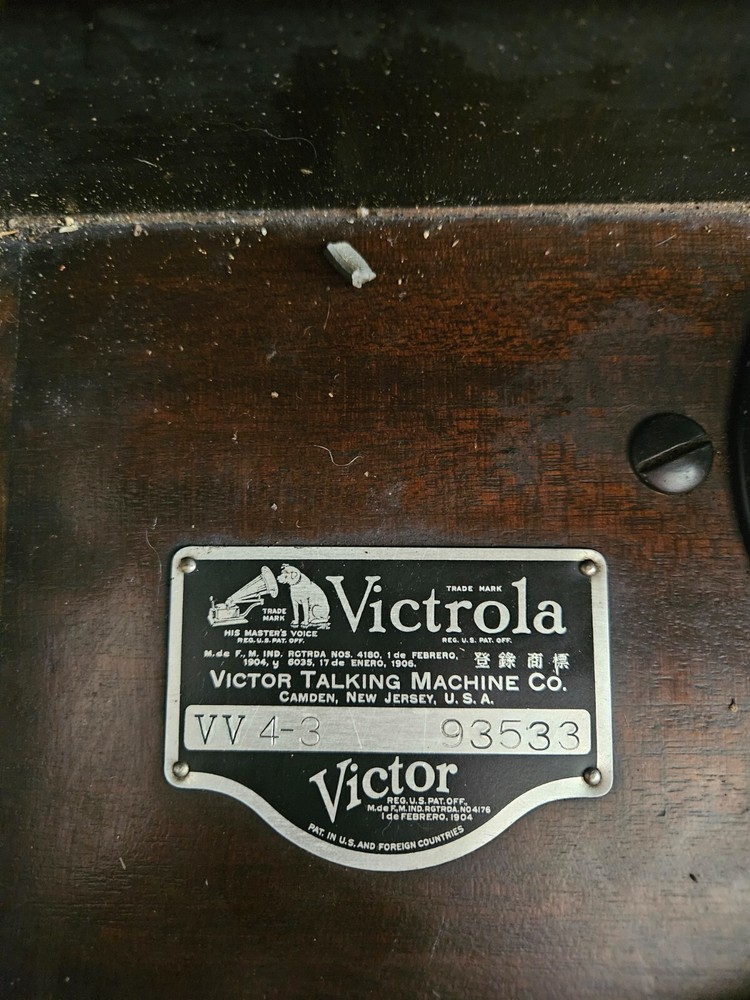 TRADE MARK
Victrola
TRADE MARK
HIS MASTER'S VOICE
REG. U.S. PAT. OFF.
REG. U.S. PAT. OFF.
M. de F., M. IND. RGTRDA NOS. 4180, 1 de FEBRERO,
1904, y 6035, 17 de ENERO, 1906.
登錄商標
VICTOR TALKING MACHINE CO.
CAMDEN, NEW JERSEY, U. S. A.
VV 4-3 93533
Victor
REG. U.S. PAT. OFF.
M. de F., M. IND. RGTRDA. NO 4176
1 de FEBRERO, 1904
PAT. IN U.S. AND FOREIGN COUNTRIES